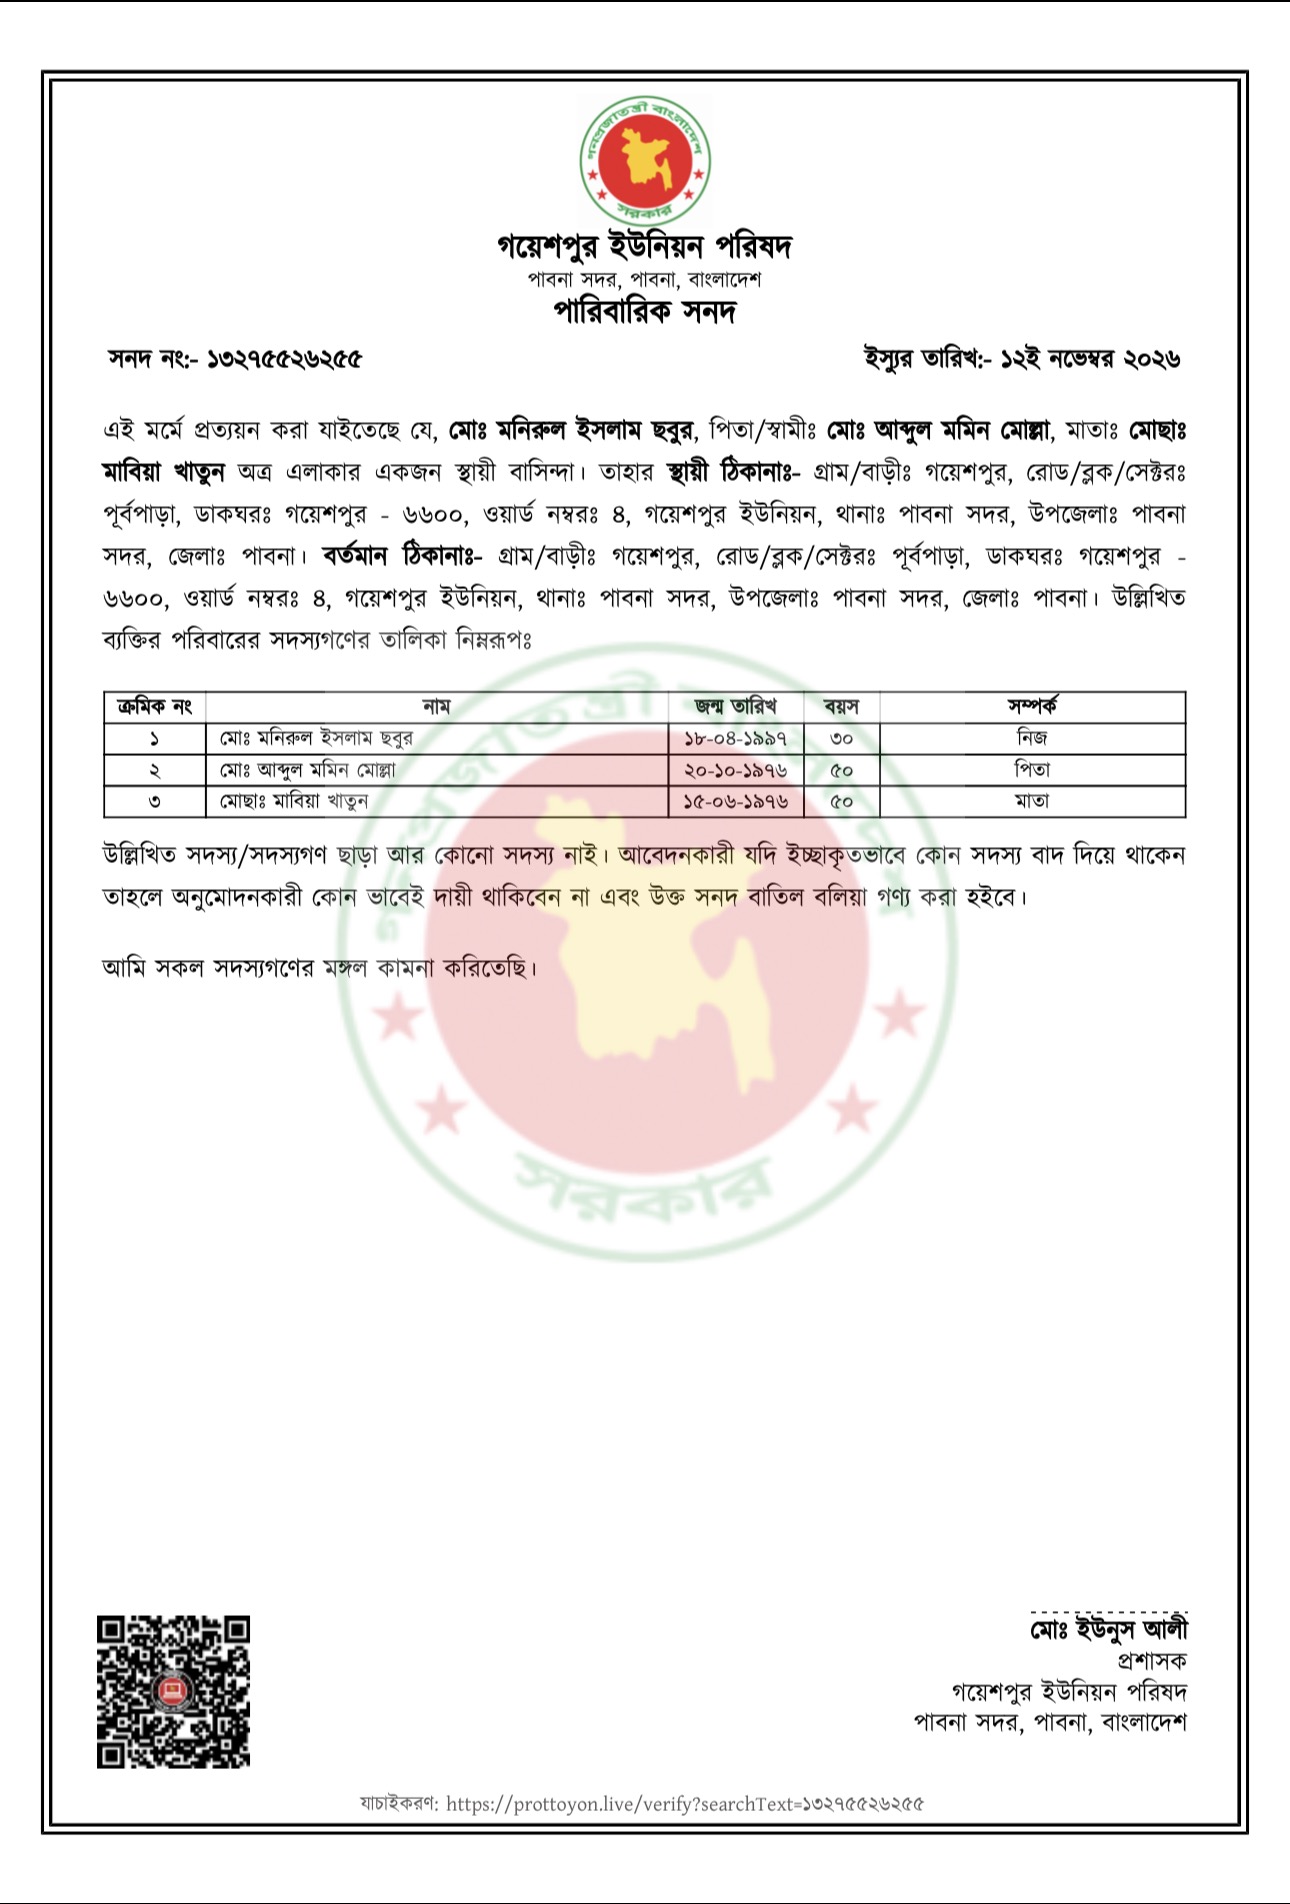 গনপ্রজাতন্ত্রী বাংলাদেশ
সরকার
গয়েশপুর ইউনিয়ন পরিষদ
পাবনা সদর, পাবনা, বাংলাদেশ
পারিবারিক সনদ
সনদ নং:- ১৩২৭৫৫২৬২৫৫ ইস্যুর তারিখ:- ১২ই নভেম্বর ২০২৬
এই মর্মে প্রত্যয়ন করা যাইতেছে যে, মোঃ মনিরুল ইসলাম ছবুর, পিতা/স্বামীঃ মোঃ আব্দুল মমিন মোল্লা, মাতাঃ মোছাঃ
মাবিয়া খাতুন অত্র এলাকার একজন স্থায়ী বাসিন্দা। তাহার স্থায়ী ঠিকানাঃ- গ্রাম/বাড়ীঃ গয়েশপুর, রোড/ব্লক/সেক্টরঃ
পূর্বপাড়া, ডাকঘরঃ গয়েশপুর - ৬৬০০, ওয়ার্ড নম্বরঃ ৪, গয়েশপুর ইউনিয়ন, থানাঃ পাবনা সদর, উপজেলাঃ পাবনা
সদর, জেলাঃ পাবনা। বর্তমান ঠিকানাঃ- গ্রাম/বাড়ীঃ গয়েশপুর, রোড/ব্লক/সেক্টরঃ পূর্বপাড়া, ডাকঘরঃ গয়েশপুর -
৬৬০০, ওয়ার্ড নম্বরঃ ৪, গয়েশপুর ইউনিয়ন, থানাঃ পাবনা সদর, উপজেলাঃ পাবনা সদর, জেলাঃ পাবনা। উল্লিখিত
ব্যক্তির পরিবারের সদস্যগণের তালিকা নিম্নরূপঃ
ক্রমিক নং নাম জন্ম তারিখ বয়স সম্পর্ক
১ মোঃ মনিরুল ইসলাম ছবুর ১৮-০৪-১৯৯৭ ৩০ নিজ
২ মোঃ আব্দুল মমিন মোল্লা ২০-১০-১৯৭৬ ৫০ পিতা
৩ মোছাঃ মাবিয়া খাতুন ১৫-০৬-১৯৭৬ ৫০ মাতা
উল্লিখিত সদস্য/সদস্যগণ ছাড়া আর কোনো সদস্য নাই। আবেদনকারী যদি ইচ্ছাকৃতভাবে কোন সদস্য বাদ দিয়ে থাকেন
তাহলে অনুমোদনকারী কোন ভাবেই দায়ী থাকিবেন না এবং উক্ত সনদ বাতিল বলিয়া গণ্য করা হইবে।
আমি সকল সদস্যগণের মঙ্গল কামনা করিতেছি।
গনপ্রজাতন্ত্রী বাংলাদেশ
সরকার
মোঃ ইউনুস আলী
প্রশাসক
গয়েশপুর ইউনিয়ন পরিষদ
পাবনা সদর, পাবনা, বাংলাদেশ
যাচাইকরণ: https://prottoyon.live/verify?searchText=১৩২৭৫৫২৬২৫৫